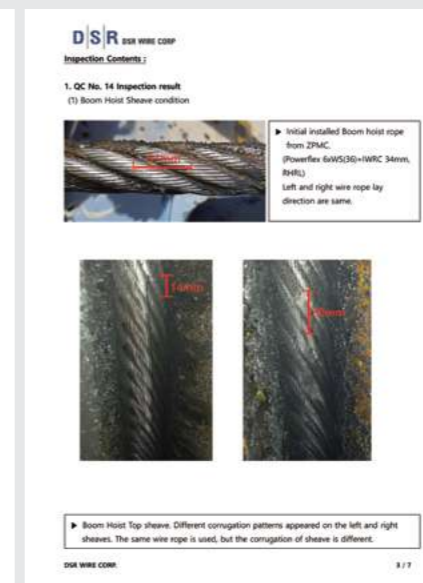 DSR DSR WIRE CORP
Inspection Contents :
1. QC No. 14 Inspection result
(1) Boom Hoist Sheave condition
▶ Initial installed Boom hoist rope
from ZPMC.
(Powerflex 6xWS(36)+IWRC 34mm,
RHRL)
Left and right wire rope lay
direction are same.
14mm
▶ Boom Hoist Top sheave. Different corrugation patterns appeared on the left and right
sheaves. The same wire rope is used, but the corrugation of sheave is different.
DSR WIRE CORP. 3 / 7